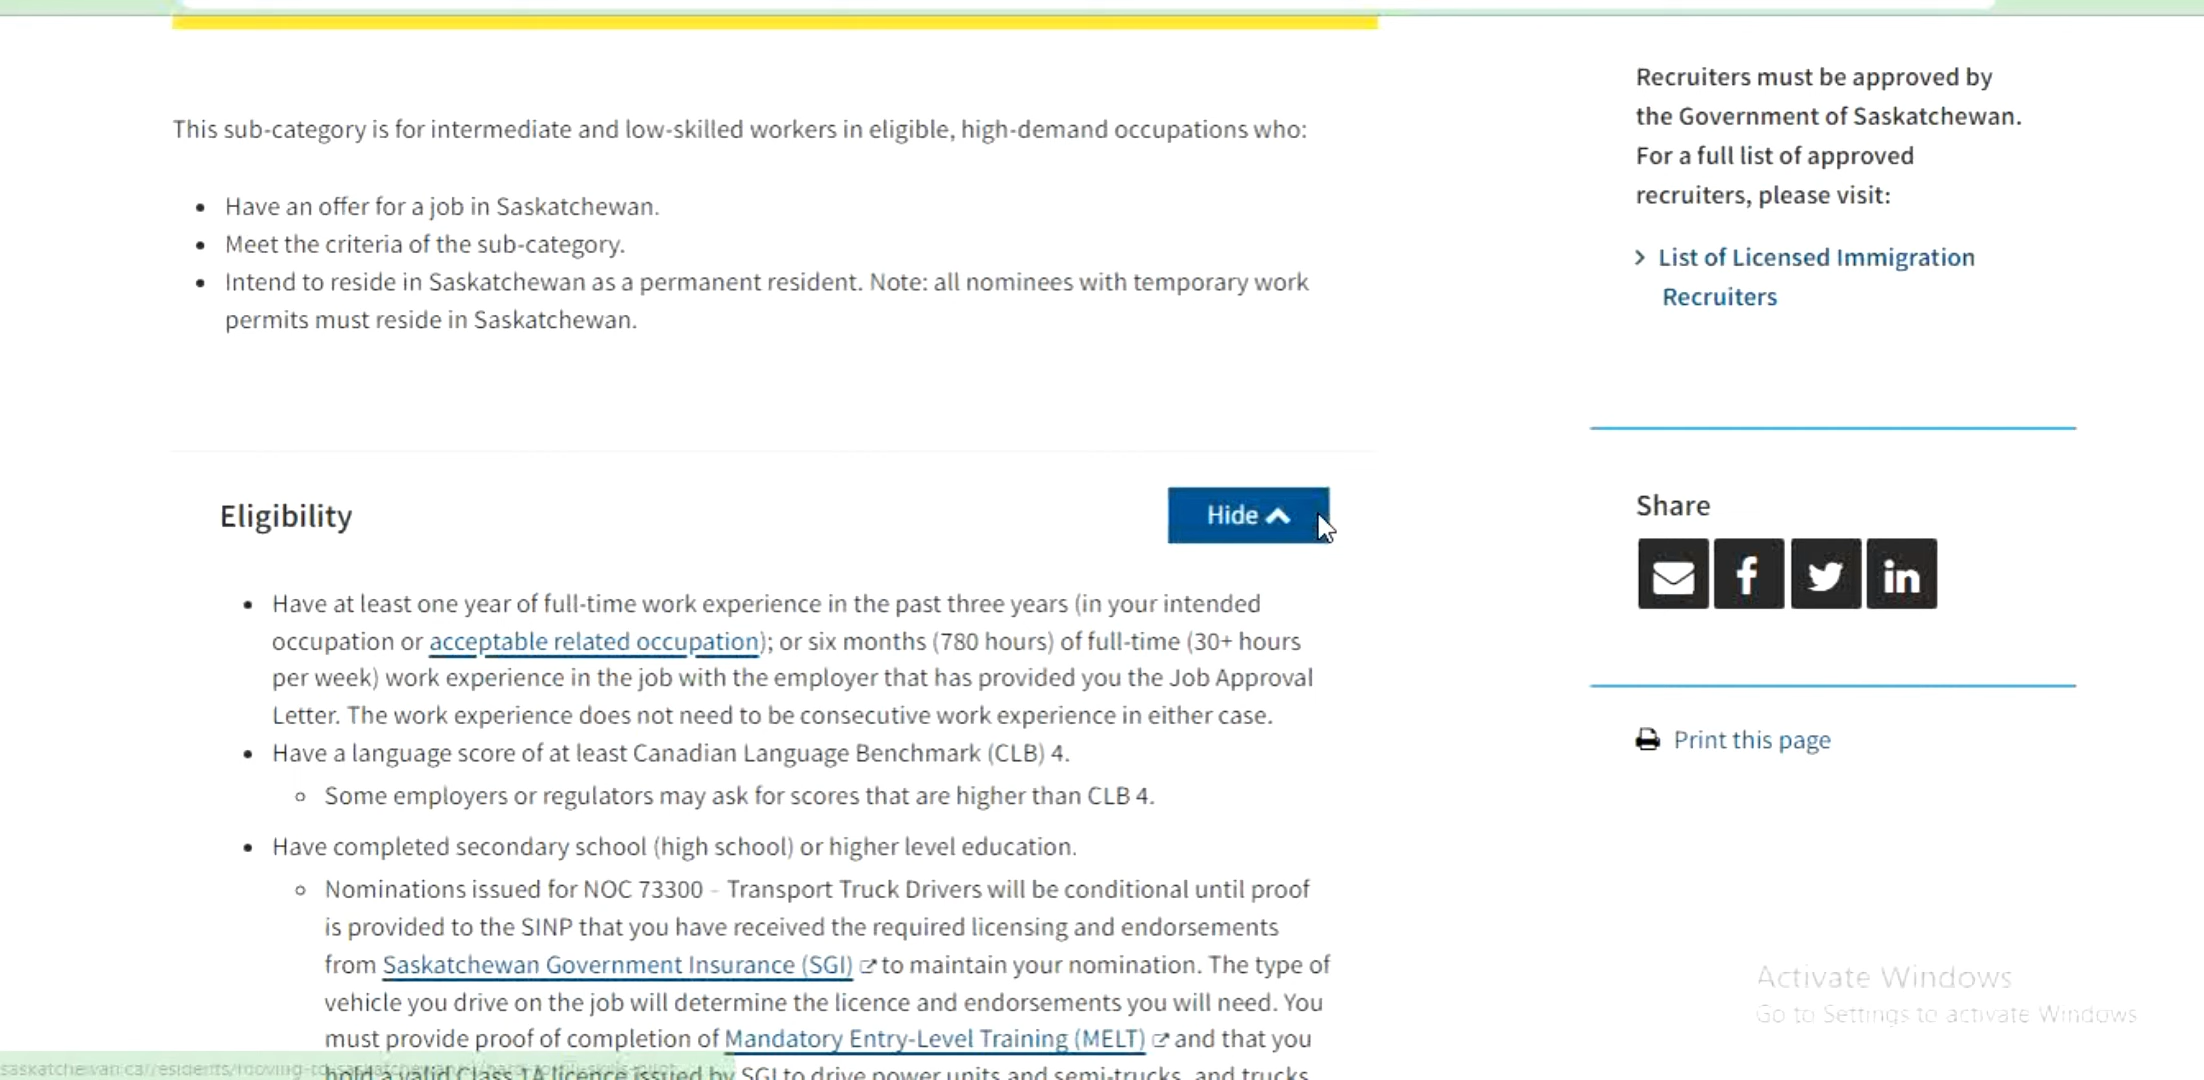 This sub-category is for intermediate and low-skilled workers in eligible, high-demand occupations who:
Have an offer for a job in Saskatchewan.
Meet the criteria of the sub-category.
Intend to reside in Saskatchewan as a permanent resident. Note: all nominees with temporary work
permits must reside in Saskatchewan.
Eligibility
Hide
Have at least one year of full-time work experience in the past three years (in your intended
occupation or acceptable related occupation); or six months (780 hours) of full-time (30+ hours
per week) work experience in the job with the employer that has provided you the Job Approval
Letter. The work experience does not need to be consecutive work experience in either case.
Have a language score of at least Canadian Language Benchmark (CLB) 4.
Some employers or regulators may ask for scores that are higher than CLB 4.
Have completed secondary school (high school) or higher level education.
Nominations issued for NOC 73300 – Transport Truck Drivers will be conditional until proof
is provided to the SINP that you have received the required licensing and endorsements
from Saskatchewan Government Insurance (SGI) to maintain your nomination. The type of
vehicle you drive on the job will determine the licence and endorsements you will need. You
must provide proof of completion of Mandatory Entry-Level Training (MELT) and that you
hold a valid Class 1A licence issued by SGI to drive power units and semi-trucks, and trucks
Recruiters must be approved by
the Government of Saskatchewan.
For a full list of approved
recruiters, please visit:
List of Licensed Immigration
Recruiters
Share
Print this page
Activate Windows
Go to Settings to activate Windows